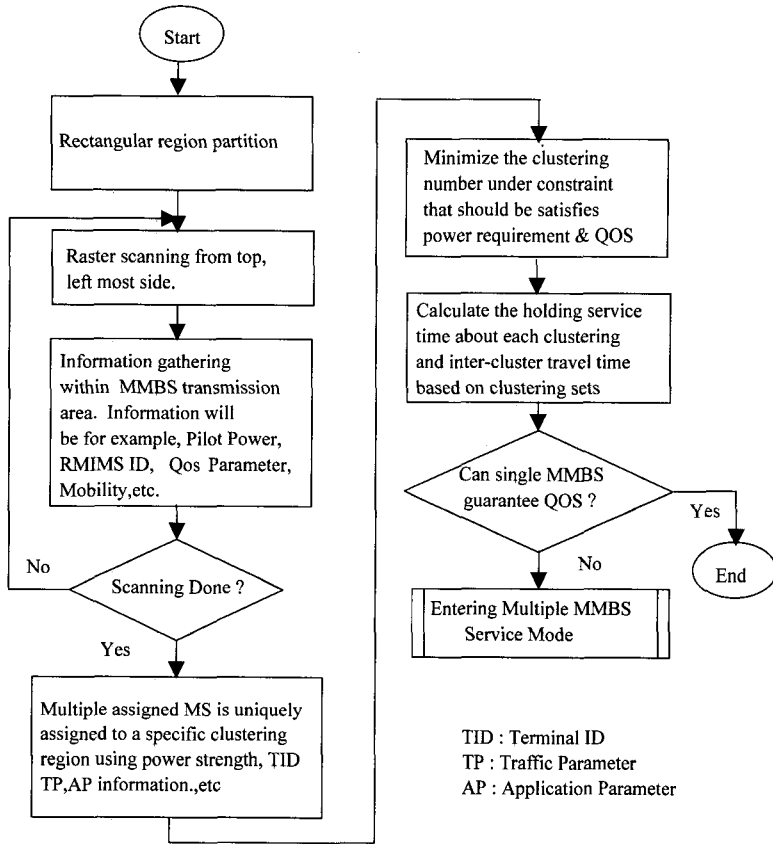 Start
Rectangular region partition
Raster scanning from top,
left most side.
Information gathering
within MMBS transmission
area. Information will
be for example, Pilot Power,
RMIMS ID, Qos Parameter,
Mobility,etc.
No
Scanning Done ?
Yes
Multiple assigned MS is uniquely
assigned to a specific clustering
region using power strength, TID
TP,AP information.,etc
Minimize the clustering
number under constraint
that should be satisfies
power requirement & QOS
Calculate the holding service
time about each clustering
and inter-cluster travel time
based on clustering sets
Can single MMBS
guarantee QOS ?
Yes
No
End
Entering Multiple MMBS
Service Mode
TID : Terminal ID
TP : Traffic Parameter
AP : Application Parameter